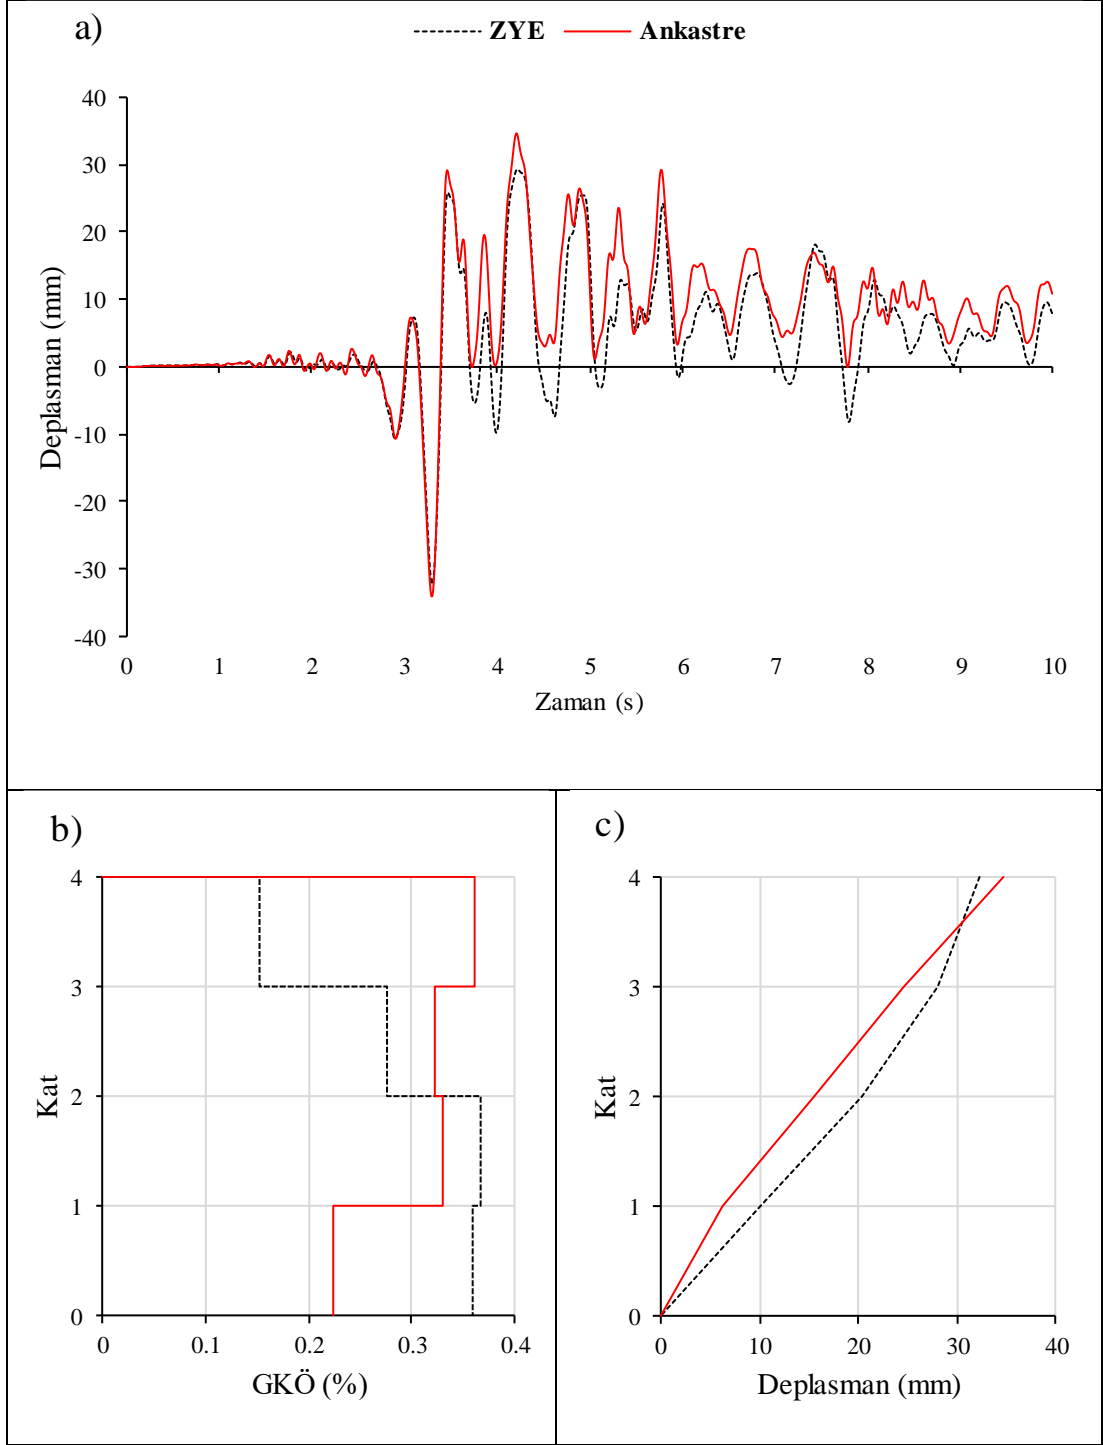 a)
ZYE Ankastre
40
30
20
10
0
-10
-20
-30
-40
Deplasman (mm)
0 1 2 3 4 5 6 7 8 9 10
Zaman (s)
b)
4
3
2
1
0
Kat
0 0.1 0.2 0.3 0.4
GKÖ (%)
c)
4
3
2
1
0
Kat
0 10 20 30 40
Deplasman (mm)